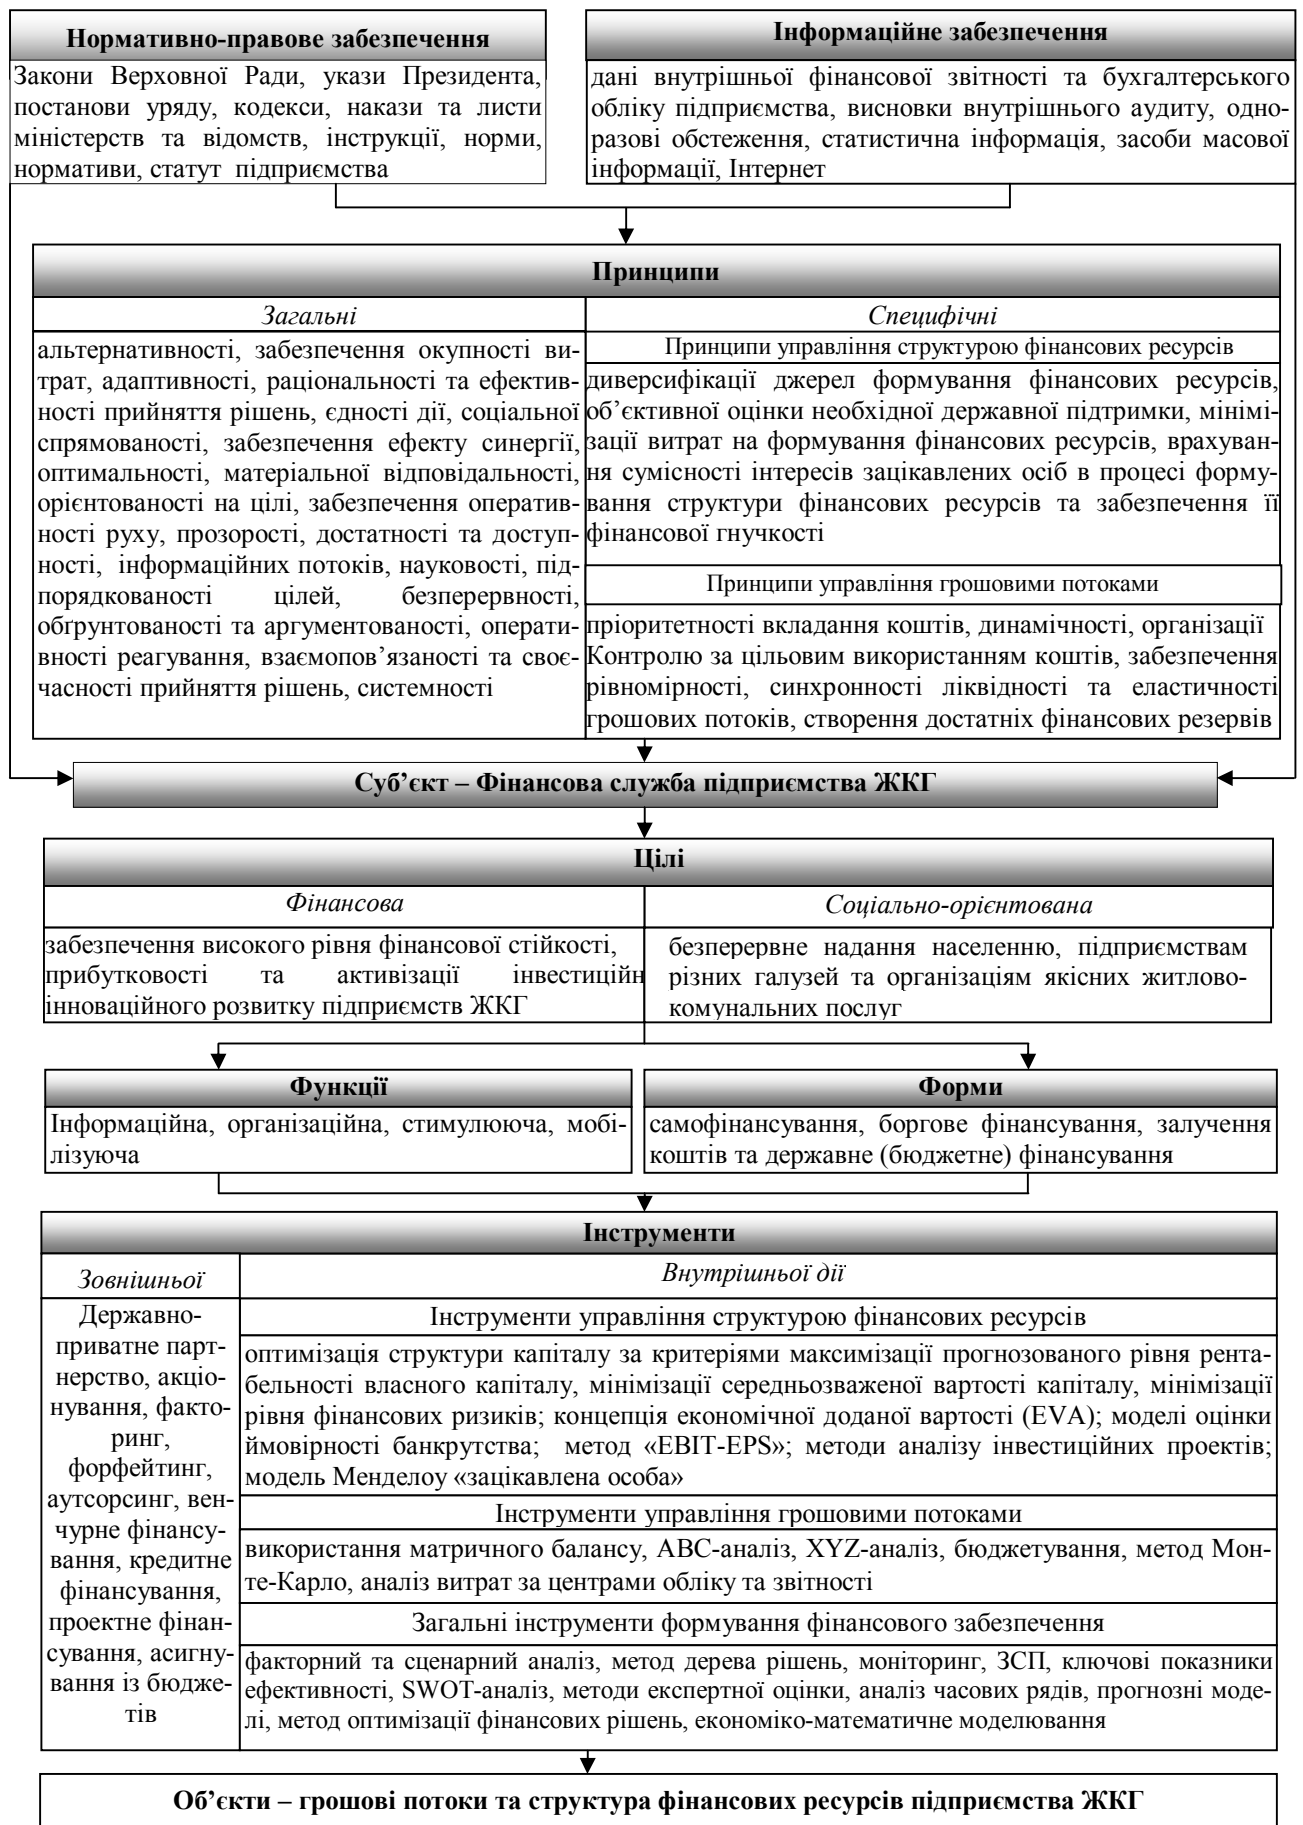 Нормативно-правове забезпечення
Закони Верховної Ради, укази Президента,
постанови уряду, кодекси, накази та листи
міністерств та відомств, інструкції, норми,
нормативи, статут підприємства
Інформаційне забезпечення
дані внутрішньої фінансової звітності та бухгалтерського
обліку підприємства, висновки внутрішнього аудиту, одно-
разові обстеження, статистична інформація, засоби масової
інформації, Інтернет
Принципи
Загальні
альтернативності, забезпечення окупності ви-
трат, адаптивності, раціональності та ефектив-
ності прийняття рішень, єдності дії, соціальної
спрямованості, забезпечення ефекту синергії,
оптимальності, матеріальної відповідальності,
орієнтованості на цілі, забезпечення оператив-
ності руху, прозорості, достатності та доступ-
ності, інформаційних потоків, науковості, під-
порядкованості цілей, безперервності,
обґрунтованості та аргументованості, операти-
вності реагування, взаємопов’язаності та своє-
часності прийняття рішень, системності
Специфічні
Принципи управління структурою фінансових ресурсів
диверсифікації джерел формування фінансових ресурсів,
об’єктивної оцінки необхідної державної підтримки, мінімі-
зації витрат на формування фінансових ресурсів, врахуван-
ня сумісності інтересів зацікавлених осіб в процесі форму-
вання структури фінансових ресурсів та забезпечення її
фінансової гнучкості
Принципи управління грошовими потоками
пріоритетності вкладання коштів, динамічності, організації
Контролю за цільовим використанням коштів, забезпечення
рівномірності, синхронності ліквідності та еластичності
грошових потоків, створення достатніх фінансових резервів
Суб’єкт – Фінансова служба підприємства ЖКГ
Цілі
Фінансова
забезпечення високого рівня фінансової стійкості,
прибутковості та активізації інвестиційн
інноваційного розвитку підприємств ЖКГ
Соціально-орієнтована
безперервне надання населенню, підприємствам
різних галузей та організаціям якісних житлово-
комунальних послуг
Функції
Інформаційна, організаційна, стимулююча, мобі-
лізуюча
Форми
самофінансування, боргове фінансування, залучення
коштів та державне (бюджетне) фінансування
Інструменти
Зовнішньої
Державно-
приватне парт-
нерство, акціо-
нування, факто-
ринг,
форфейтинг,
аутсорсинг, вен-
чурне фінансу-
вання, кредитне
фінансування,
проектне фінан-
сування, асигну-
вання із бюдже-
тів
Внутрішньої дії
Інструменти управління структурою фінансових ресурсів
оптимізація структури капіталу за критеріями максимізації прогнозованого рівня рента-
бельності власного капіталу, мінімізації середньозваженої вартості капіталу, мінімізації
рівня фінансових ризиків; концепція економічної доданої вартості (EVA); моделі оцінки
ймовірності банкрутства; метод «EBIT-EPS»; методи аналізу інвестиційних проектів;
модель Менделоу «зацікавлена особа»
Інструменти управління грошовими потоками
використання матричного балансу, АВС-аналіз, XYZ-аналіз, бюджетування, метод Мон-
те-Карло, аналіз витрат за центрами обліку та звітності
Загальні інструменти формування фінансового забезпечення
факторний та сценарний аналіз, метод дерева рішень, моніторинг, ЗСП, ключові показники
ефективності, SWOT-аналіз, методи експертної оцінки, аналіз часових рядів, прогнозні моде-
лі, метод оптимізації фінансових рішень, економіко-математичне моделювання
Об’єкти – грошові потоки та структура фінансових ресурсів підприємства ЖКГ